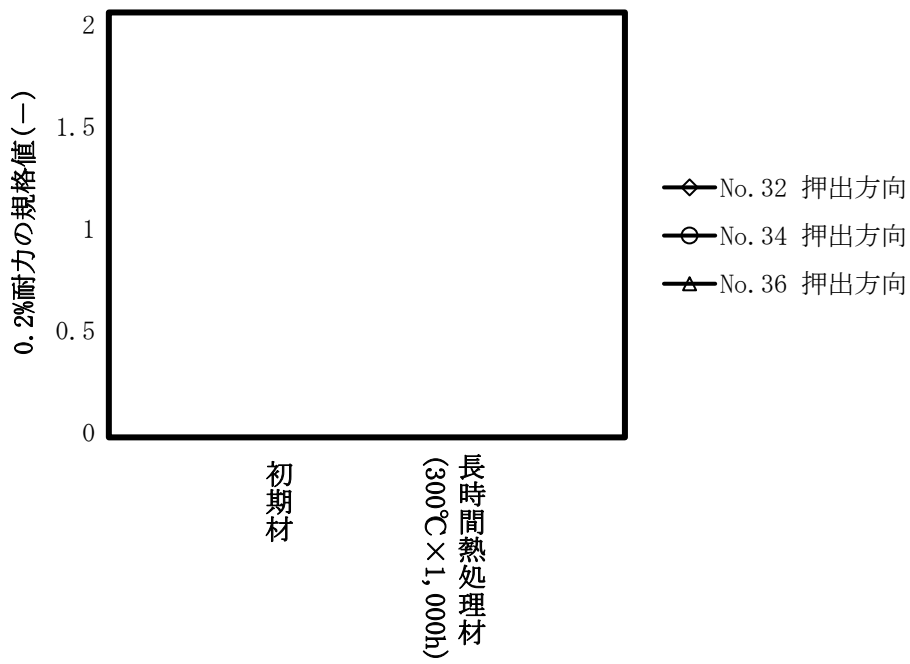 2
1.5
1
0.5
0
0.2%耐力の規格値(－)
初期材
長時間熱処理材
(300℃×1,000h)
No.32 押出方向
No.34 押出方向
No.36 押出方向